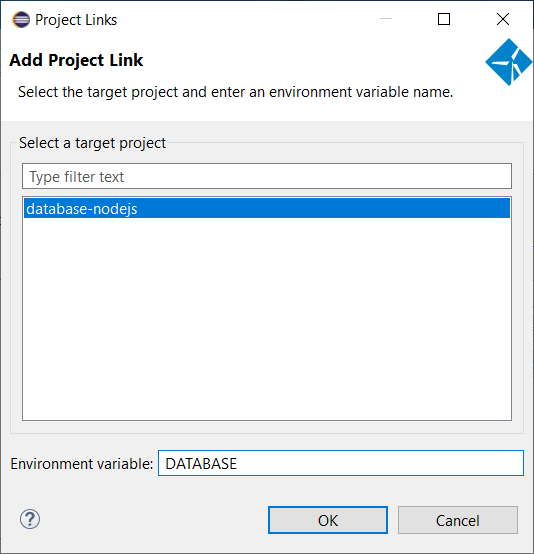 Project Links
Add Project Link
Select the target project and enter an environment variable name.
Select a target project
Type filter text
database-nodejs
Environment variable: DATABASE
?
OK Cancel